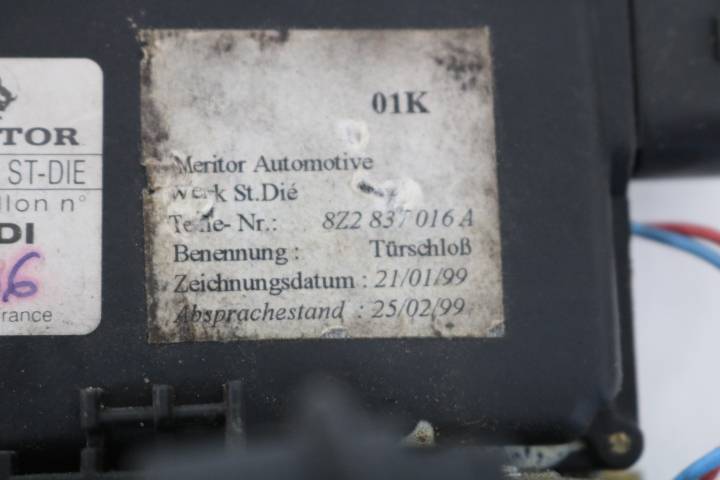 TOR
ST-DIE
llon n°
DI
6
rance
01K
Meritor Automotive
Werk St.Dié
Teile- Nr.: 8Z2 837 016 A
Benennung : Türschloß
Zeichnungsdatum : 21/01/99
Absprachestand : 25/02/99